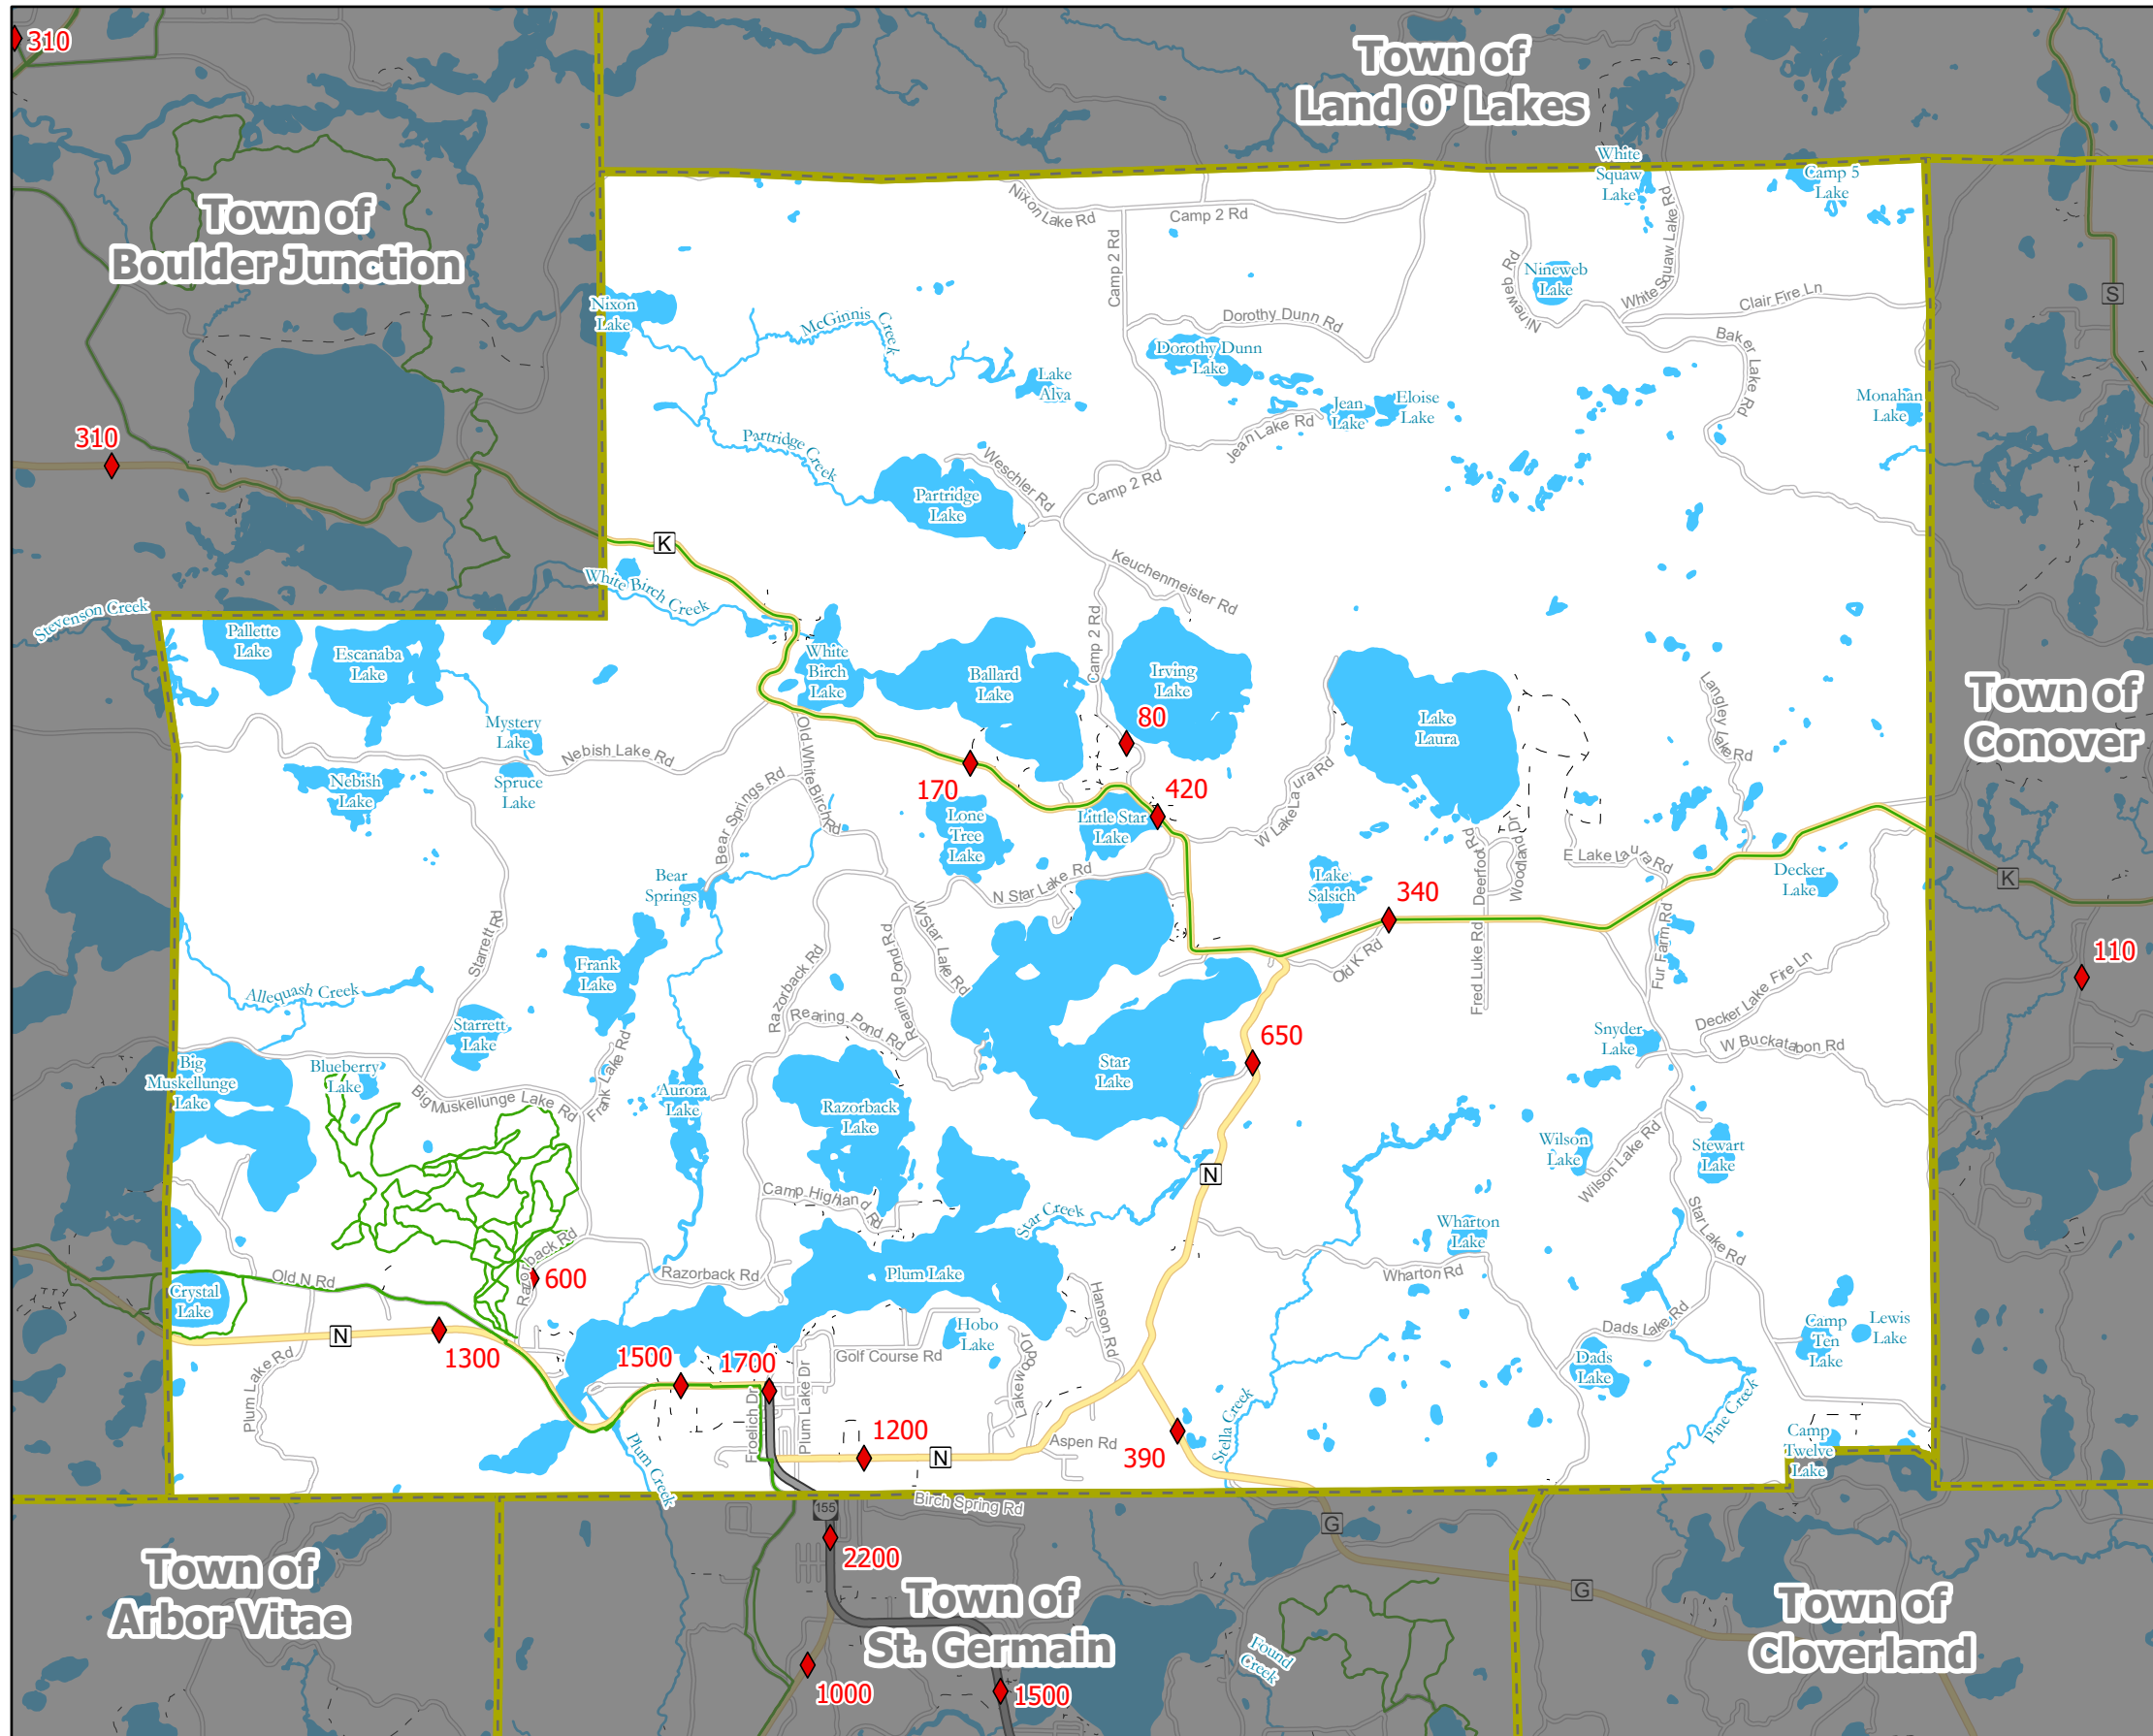 310
Town of
Land O' Lakes
White
Squaw
Lake
Camp 5
Lake
Town of
Boulder Junction
Nixon Lake Rd
Camp 2 Rd
Camp 2 Rd
White Squaw Lake Rd
Nineweb Rd
Nineweb
Lake
Nineweb Rd
Clair Fire Ln
S
Nixon
Lake
McGinnis Creek
Dorothy Dunn Rd
Dorothy Dunn
Lake
Baker Lake Rd
Lake
Alva
Jean
Lake
Eloise
Lake
Monahan
Lake
310
Partridge Creek
Jean Lake Rd
Weschler Rd
Camp 2 Rd
Partridge
Lake
K
Keuchenmeister Rd
White Birch Creek
Stevenson Creek
Pallette
Lake
Escanaba
Lake
White
Birch
Lake
Ballard
Lake
Camp 2 Rd
Irving
Lake
Lake
Laura
Langley Lake Rd
Town of
Conover
Mystery
Lake
Nebish Lake Rd
Old White Birch Rd
80
170
420
Nebish
Lake
Spruce
Lake
Bear Springs Rd
Lone
Tree
Lake
Little Star
Lake
W Lake Laura Rd
Deerfoot Rd
Woodland Dr
E Lake Laura Rd
Decker
Lake
K
Bear
Springs
N Star Lake Rd
Lake
Salsich
340
Starrett Rd
W Star Lake Rd
Rearing Pond Rd
Razorback Rd
Old K Rd
Fred Luke Rd
Fur Farm Rd
110
Frank
Lake
Allequash Creek
Decker Lake Fire Ln
Rearing Pond Rd
Starrett
Lake
Frank Lake Rd
650
Snyder
Lake
W Buckatabon Rd
Big
Muskellunge
Lake
Blueberry
Lake
Big Muskellunge Lake Rd
Aurora
Lake
Razorback
Lake
Star
Lake
Wilson
Lake
Wilson Lake Rd
Stewart
Lake
N
Camp Highland Rd
Star Creek
Wharton
Lake
Star Lake Rd
Razorback Rd
600
Old N Rd
Razorback Rd
Plum Lake
Wharton Rd
Crystal
Lake
Hanson Rd
Hobo
Lake
Dads Lake Rd
Camp
Ten
Lake
Lewis
Lake
N
1300
1500
1700
Golf Course Rd
Dads
Lake
Plum Lake Rd
Froelich Dr
Plum Lake Dr
Lakewood Dr
1200
N
Aspen Rd
390
Stella Creek
Pine Creek
Camp
Twelve
Lake
Plum Creek
155
Birch Spring Rd
G
2200
Town of
Arbor Vitae
Town of
St. Germain
G
Town of
Cloverland
Found
Creek
1000
1500